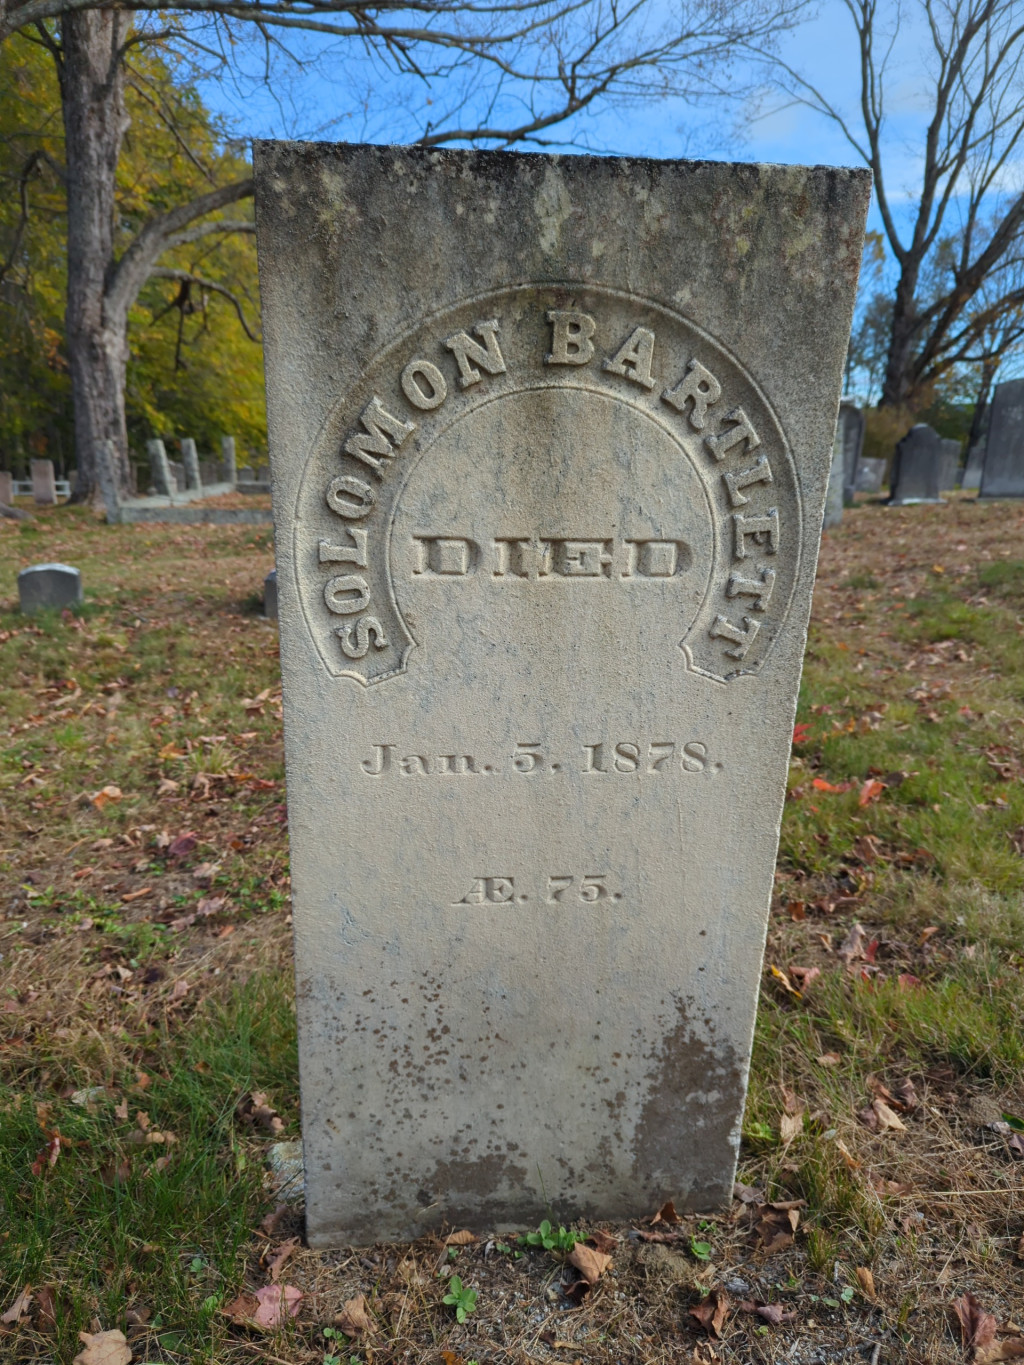 SOLOMON BARTLETT
DIED
Jan. 5, 1878.
Æ. 75.